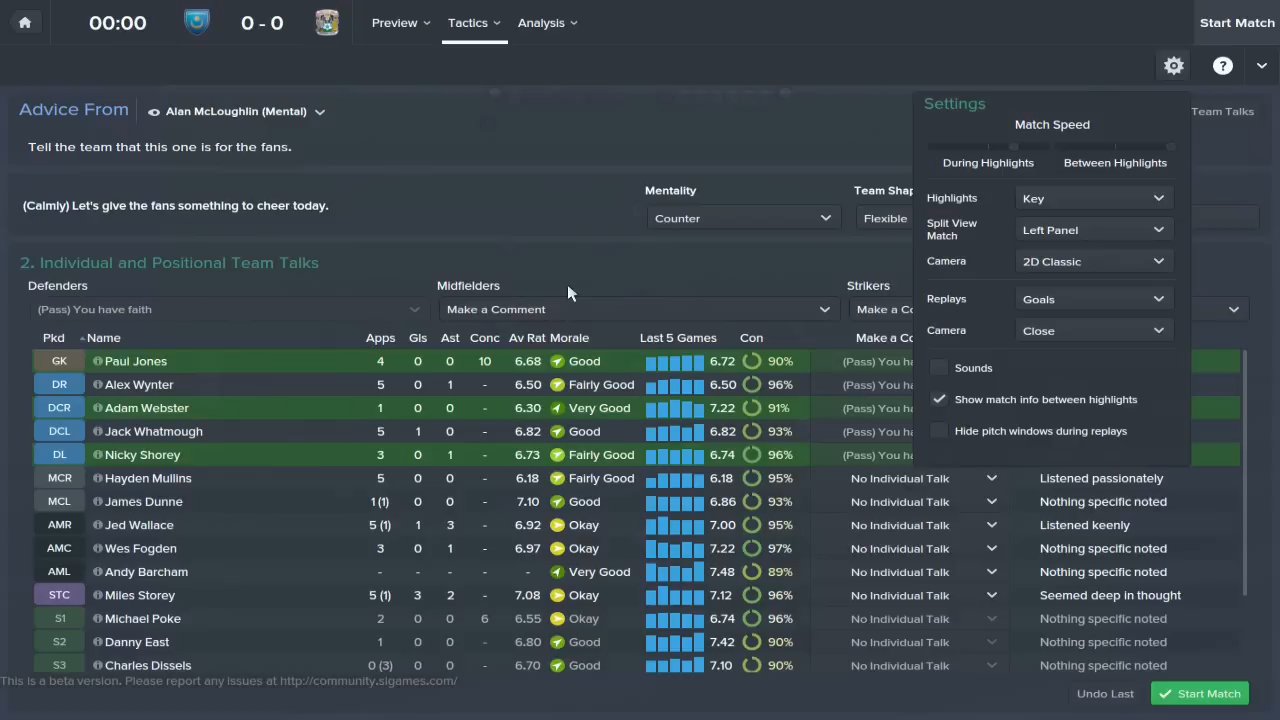 00:00 0 - 0 Preview Tactics Analysis Start Match
?
Advice From Alan McLoughlin (Mental) Team Talks
Tell the team that this one is for the fans.
(Calmly) Let's give the fans something to cheer today.
Mentality
Counter
Team Shap
Flexible
2. Individual and Positional Team Talks
Defenders Midfielders Strikers
(Pass) You have faith Make a Comment Make a Co
Pkd Name Apps Gls Ast Conc Av Rat Morale Last 5 Games Con Make a C
GK Paul Jones 4 0 0 10 6.68 Good 6.72 90% (Pass) You ha
DR Alex Wynter 5 0 1 - 6.50 Fairly Good 6.50 96% (Pass) You ha
DCR Adam Webster 1 0 0 - 6.30 Very Good 7.22 91% (Pass) You ha
DCL Jack Whatmough 5 1 0 - 6.82 Good 6.82 93% (Pass) You ha
DL Nicky Shorey 3 0 1 - 6.73 Fairly Good 6.74 96% (Pass) You ha
MCR Hayden Mullins 5 0 0 - 6.18 Fairly Good 6.18 95% No Individual Talk Listened passionately
MCL James Dunne 1 (1) 0 0 - 7.10 Good 6.86 93% No Individual Talk Nothing specific noted
AMR Jed Wallace 5 (1) 1 3 - 6.92 Okay 7.00 95% No Individual Talk Listened keenly
AMC Wes Fogden 3 0 1 - 6.97 Okay 7.22 97% No Individual Talk Nothing specific noted
AML Andy Barcham - - - - - Very Good 7.48 89% No Individual Talk Nothing specific noted
STC Miles Storey 5 (1) 3 2 - 7.08 Okay 7.12 96% No Individual Talk Seemed deep in thought
S1 Michael Poke 2 0 0 6 6.55 Okay 6.74 96% No Individual Talk Nothing specific noted
S2 Danny East 1 0 0 - 6.80 Good 7.42 90% No Individual Talk Nothing specific noted
S3 Charles Dissels 0 (3) 0 0 - 6.70 Good 7.10 90% No Individual Talk Nothing specific noted
This is a beta version. Please report any issues at http://community.sigames.com/
Undo Last Start Match
Settings
Match Speed
During Highlights Between Highlights
Highlights Key
Split View
Match Left Panel
Camera 2D Classic
Replays Goals
Camera Close
Sounds
Show match info between highlights
Hide pitch windows during replays